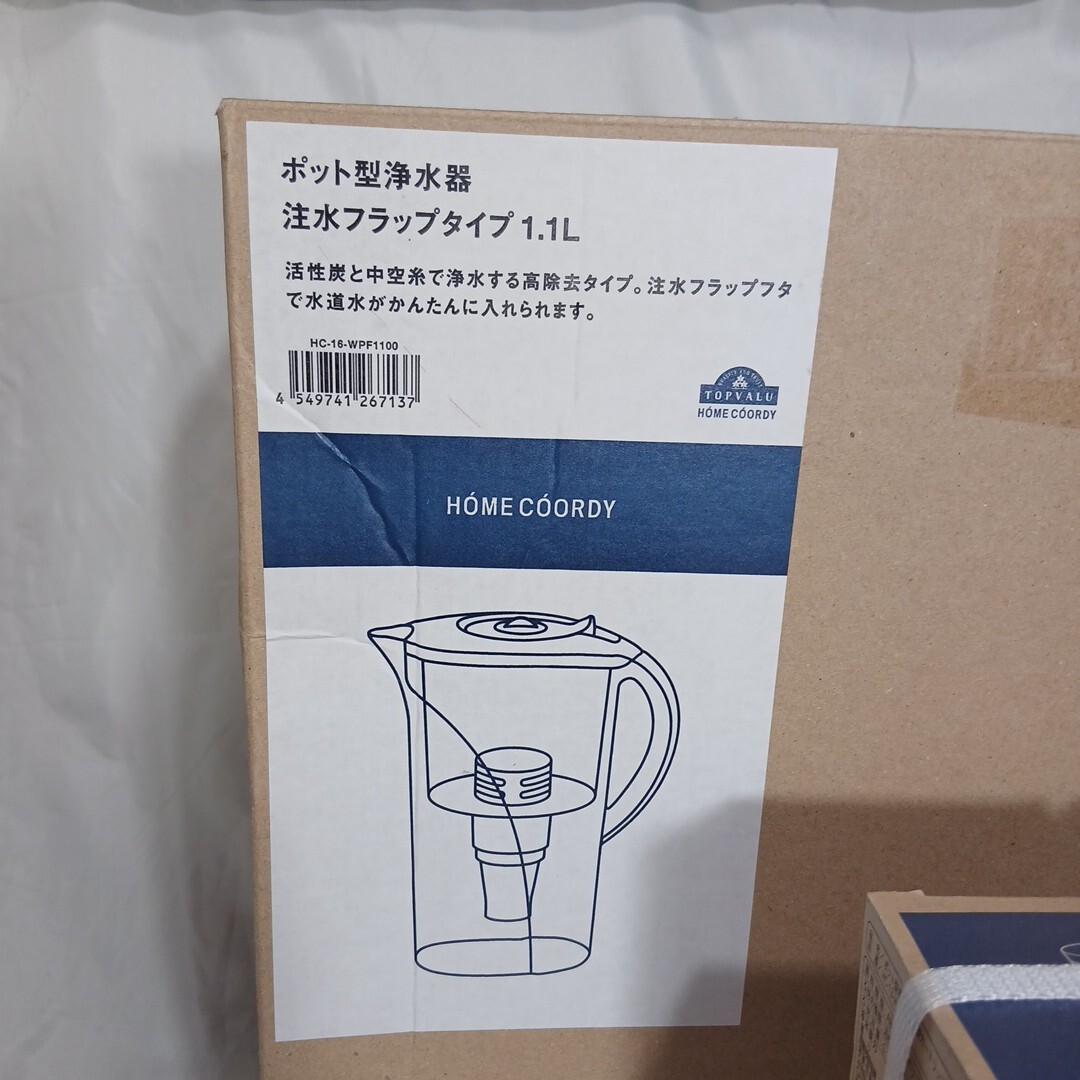 ポット型浄水器
注水フラップタイプ 1.1L
活性炭と中空糸で浄水する高除去タイプ。注水フラップフタ
で水道水がかんたんに入れられます。
HC-16-WPF1100
4 549741 267137
TOPVALU
HÓME CÓORDY
HÓME CÓORDY